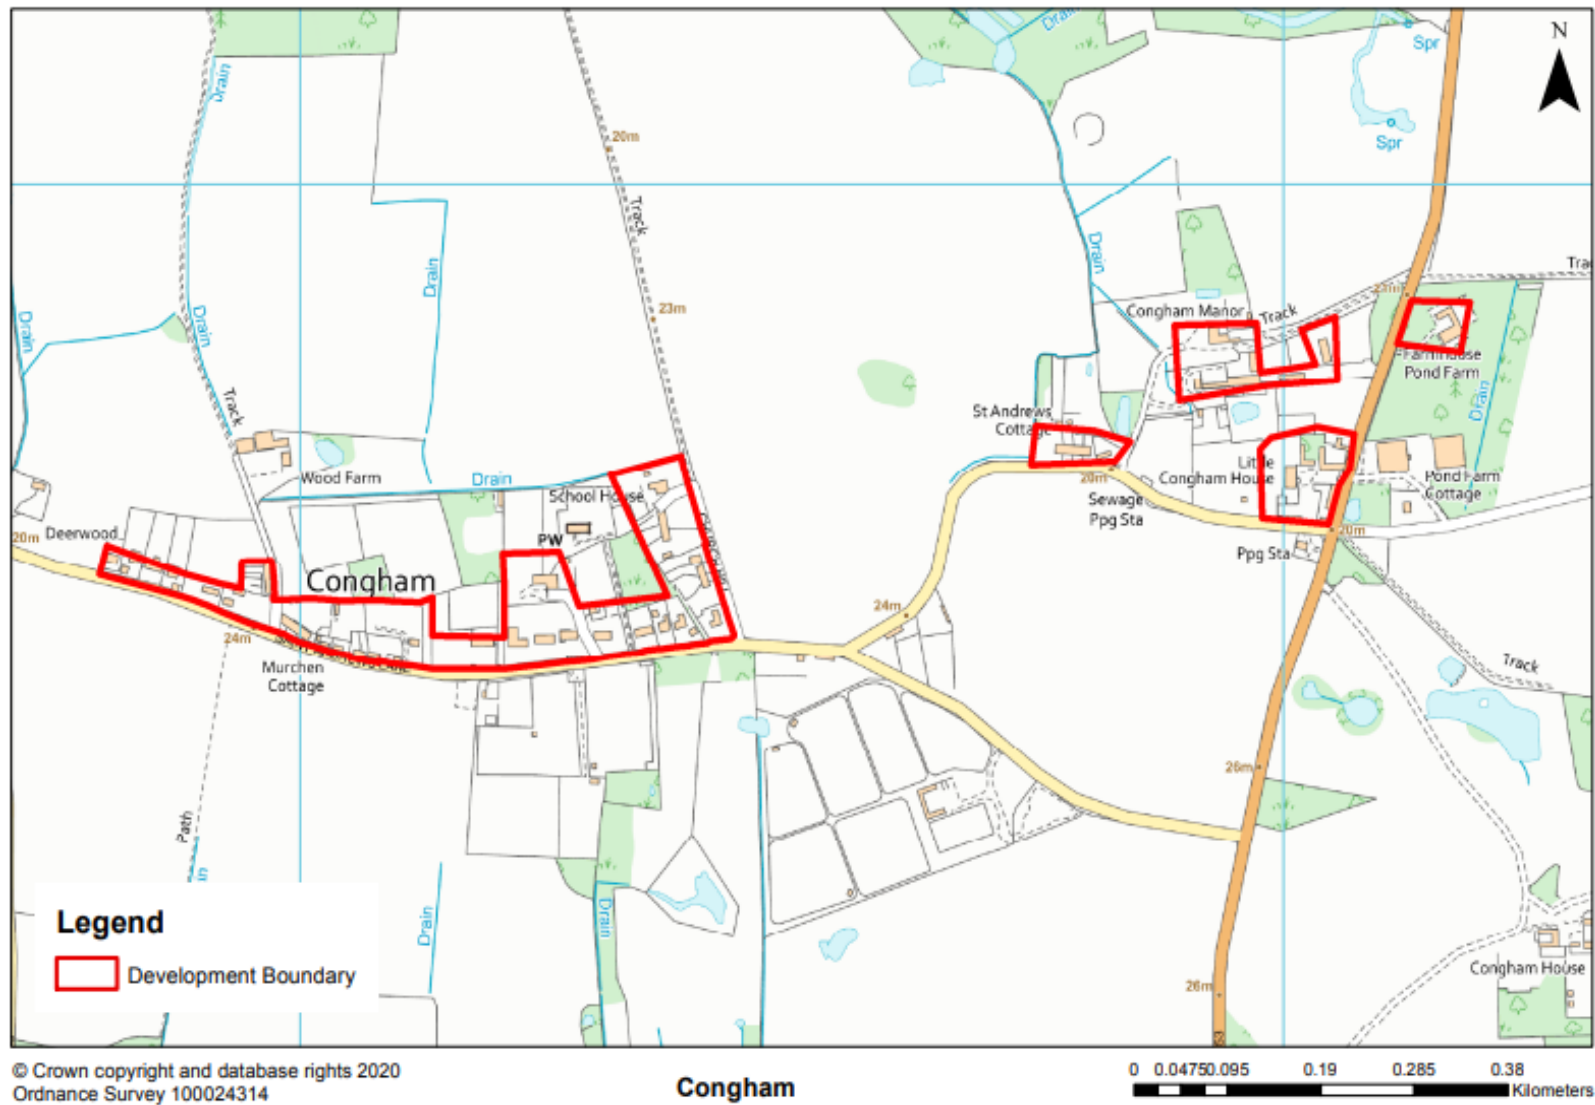 Drain
Spr
N
Drain
20m
Spr
Track
Drain
Drain
Tra
Drain
23m
23m
Congham Manor
Track
Drain
Farmhouse
Pond Farm
Track
St Andrews
Cottage
Drain
Little
Congham House
Wood Farm
Drain
School House
20m
Pond Farm
Cottage
Sewage
Ppg Sta
Deerwood
20m
PW
20m
Ppg Sta
Congham
24m
24m
Murchen
Cottage
Track
26m
Path
Drain
Drain
Congham House
26m
Legend
Development Boundary
© Crown copyright and database rights 2020
Ordnance Survey 100024314
Congham
0 0.0475 0.095 0.19 0.285 0.38
Kilometers